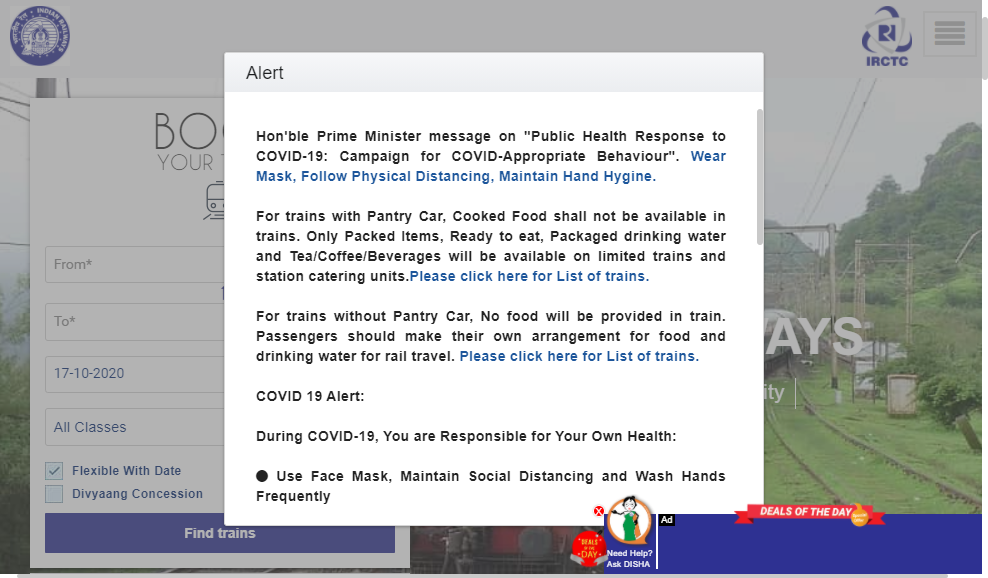 INDIAN RAILWAYS
IRCTC
Alert
BO
YOUR T
Hon'ble Prime Minister message on "Public Health Response to
COVID-19: Campaign for COVID-Appropriate Behaviour". Wear
Mask, Follow Physical Distancing, Maintain Hand Hygine.
For trains with Pantry Car, Cooked Food shall not be available in
trains. Only Packed Items, Ready to eat, Packaged drinking water
and Tea/Coffee/Beverages will be available on limited trains and
station catering units.Please click here for List of trains.
For trains without Pantry Car, No food will be provided in train.
Passengers should make their own arrangement for food and
drinking water for rail travel. Please click here for List of trains.
COVID 19 Alert:
During COVID-19, You are Responsible for Your Own Health:
● Use Face Mask, Maintain Social Distancing and Wash Hands
Frequently
From*
To*
17-10-2020
All Classes
Flexible With Date
Divyaang Concession
Find trains
AYS
ity
DEALS OF THE DAY
Need Help?
Ask DISHA
Ad
DEALS OF THE DAY